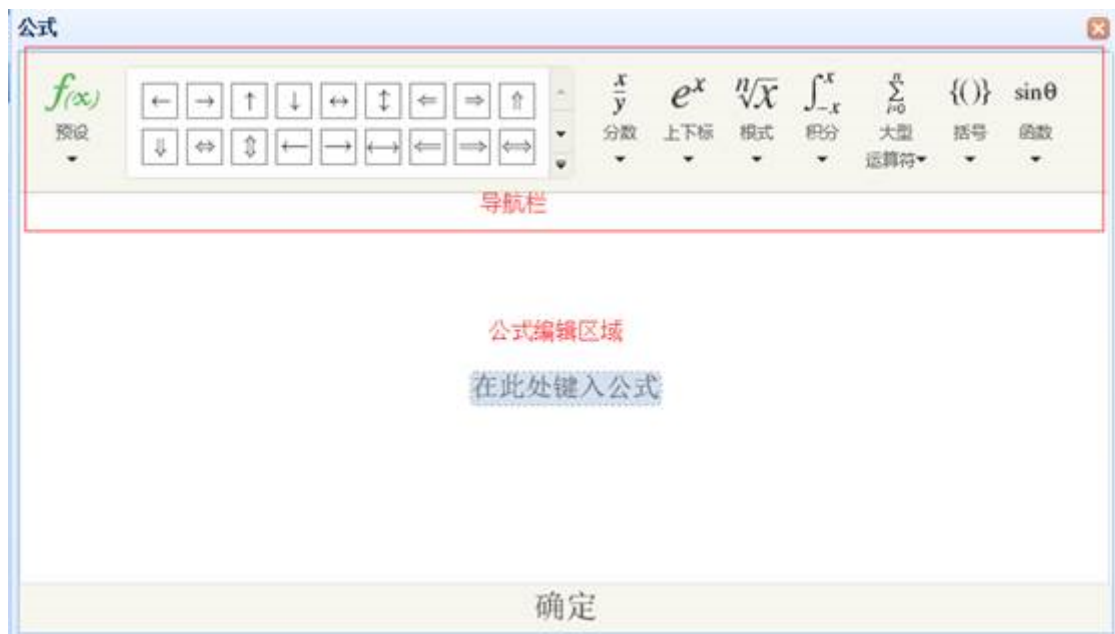 公式
f(x)
预设
← → ↑ ↓ ↔ ↕ ⇐ ⇒ ⇑
⇓ ⇔ ⇕ ⟵ ⟶ ⟷ ⟸ ⟹ ⟺
x/y
分数
e^x
上下标
ⁿ√x
根式
∫_{-x}^{x}
积分
∑_{i=0}^{n}
大型
运算符
{()}
括号
sinθ
函数
导航栏
公式编辑区域
在此处键入公式
确定